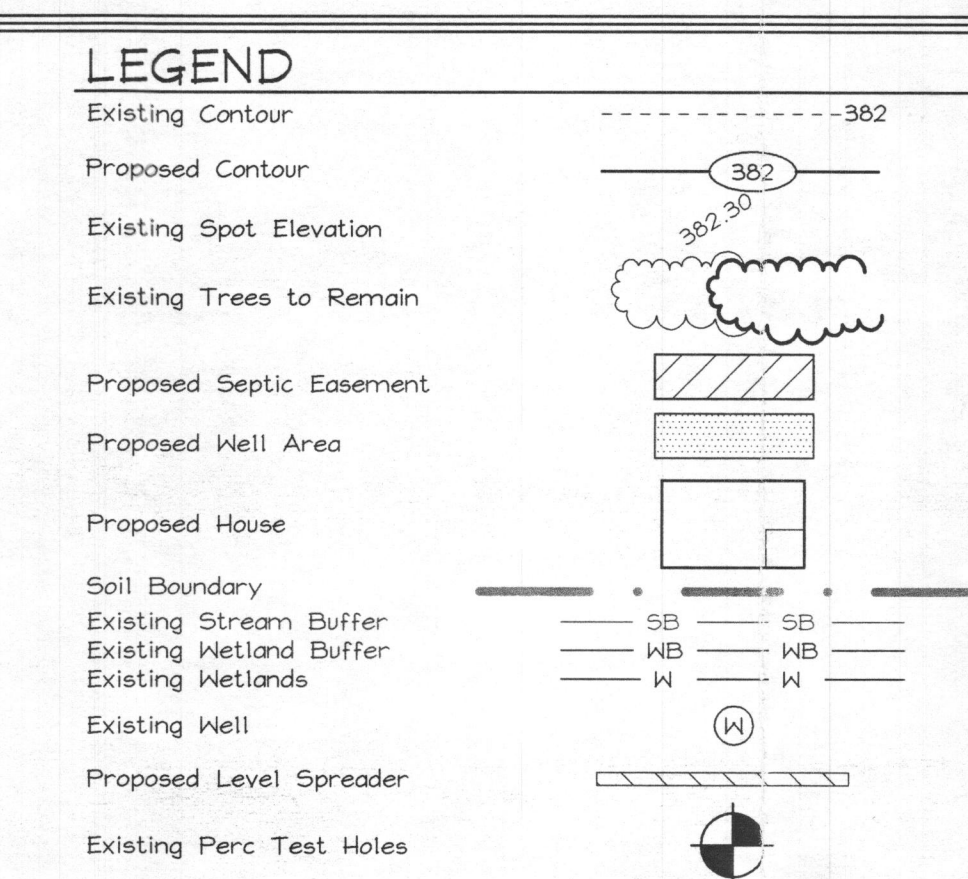 LEGEND
Existing Contour 382
Proposed Contour 382
Existing Spot Elevation 382.30
Existing Trees to Remain
Proposed Septic Easement
Proposed Well Area
Proposed House
Soil Boundary
Existing Stream Buffer SB SB
Existing Wetland Buffer WB WB
Existing Wetlands W W
Existing Well W
Proposed Level Spreader
Existing Perc Test Holes